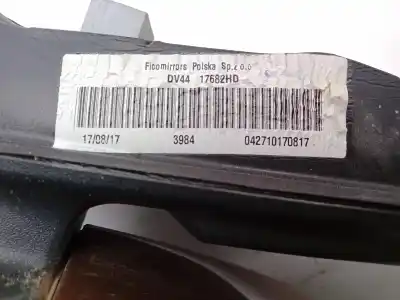 Ficomirrors Polska Sp.z o.o
DV44 17682HD
17/08/17 3984 042710170817